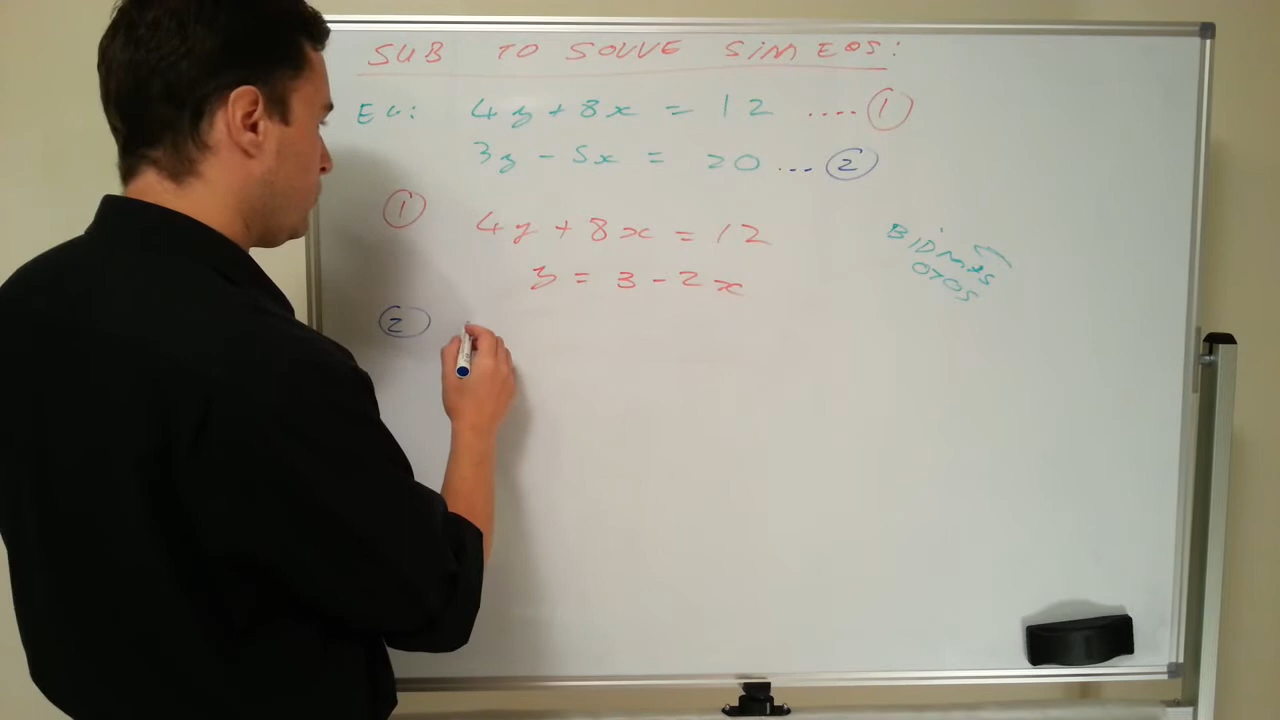 SUB TO SOLVE SIM EQS:
EG: 4y + 8x = 12 .... ①
3y - 5x = 20 ... ②
① 4y + 8x = 12
y = 3 - 2x
②
BIDMAS
OTOS